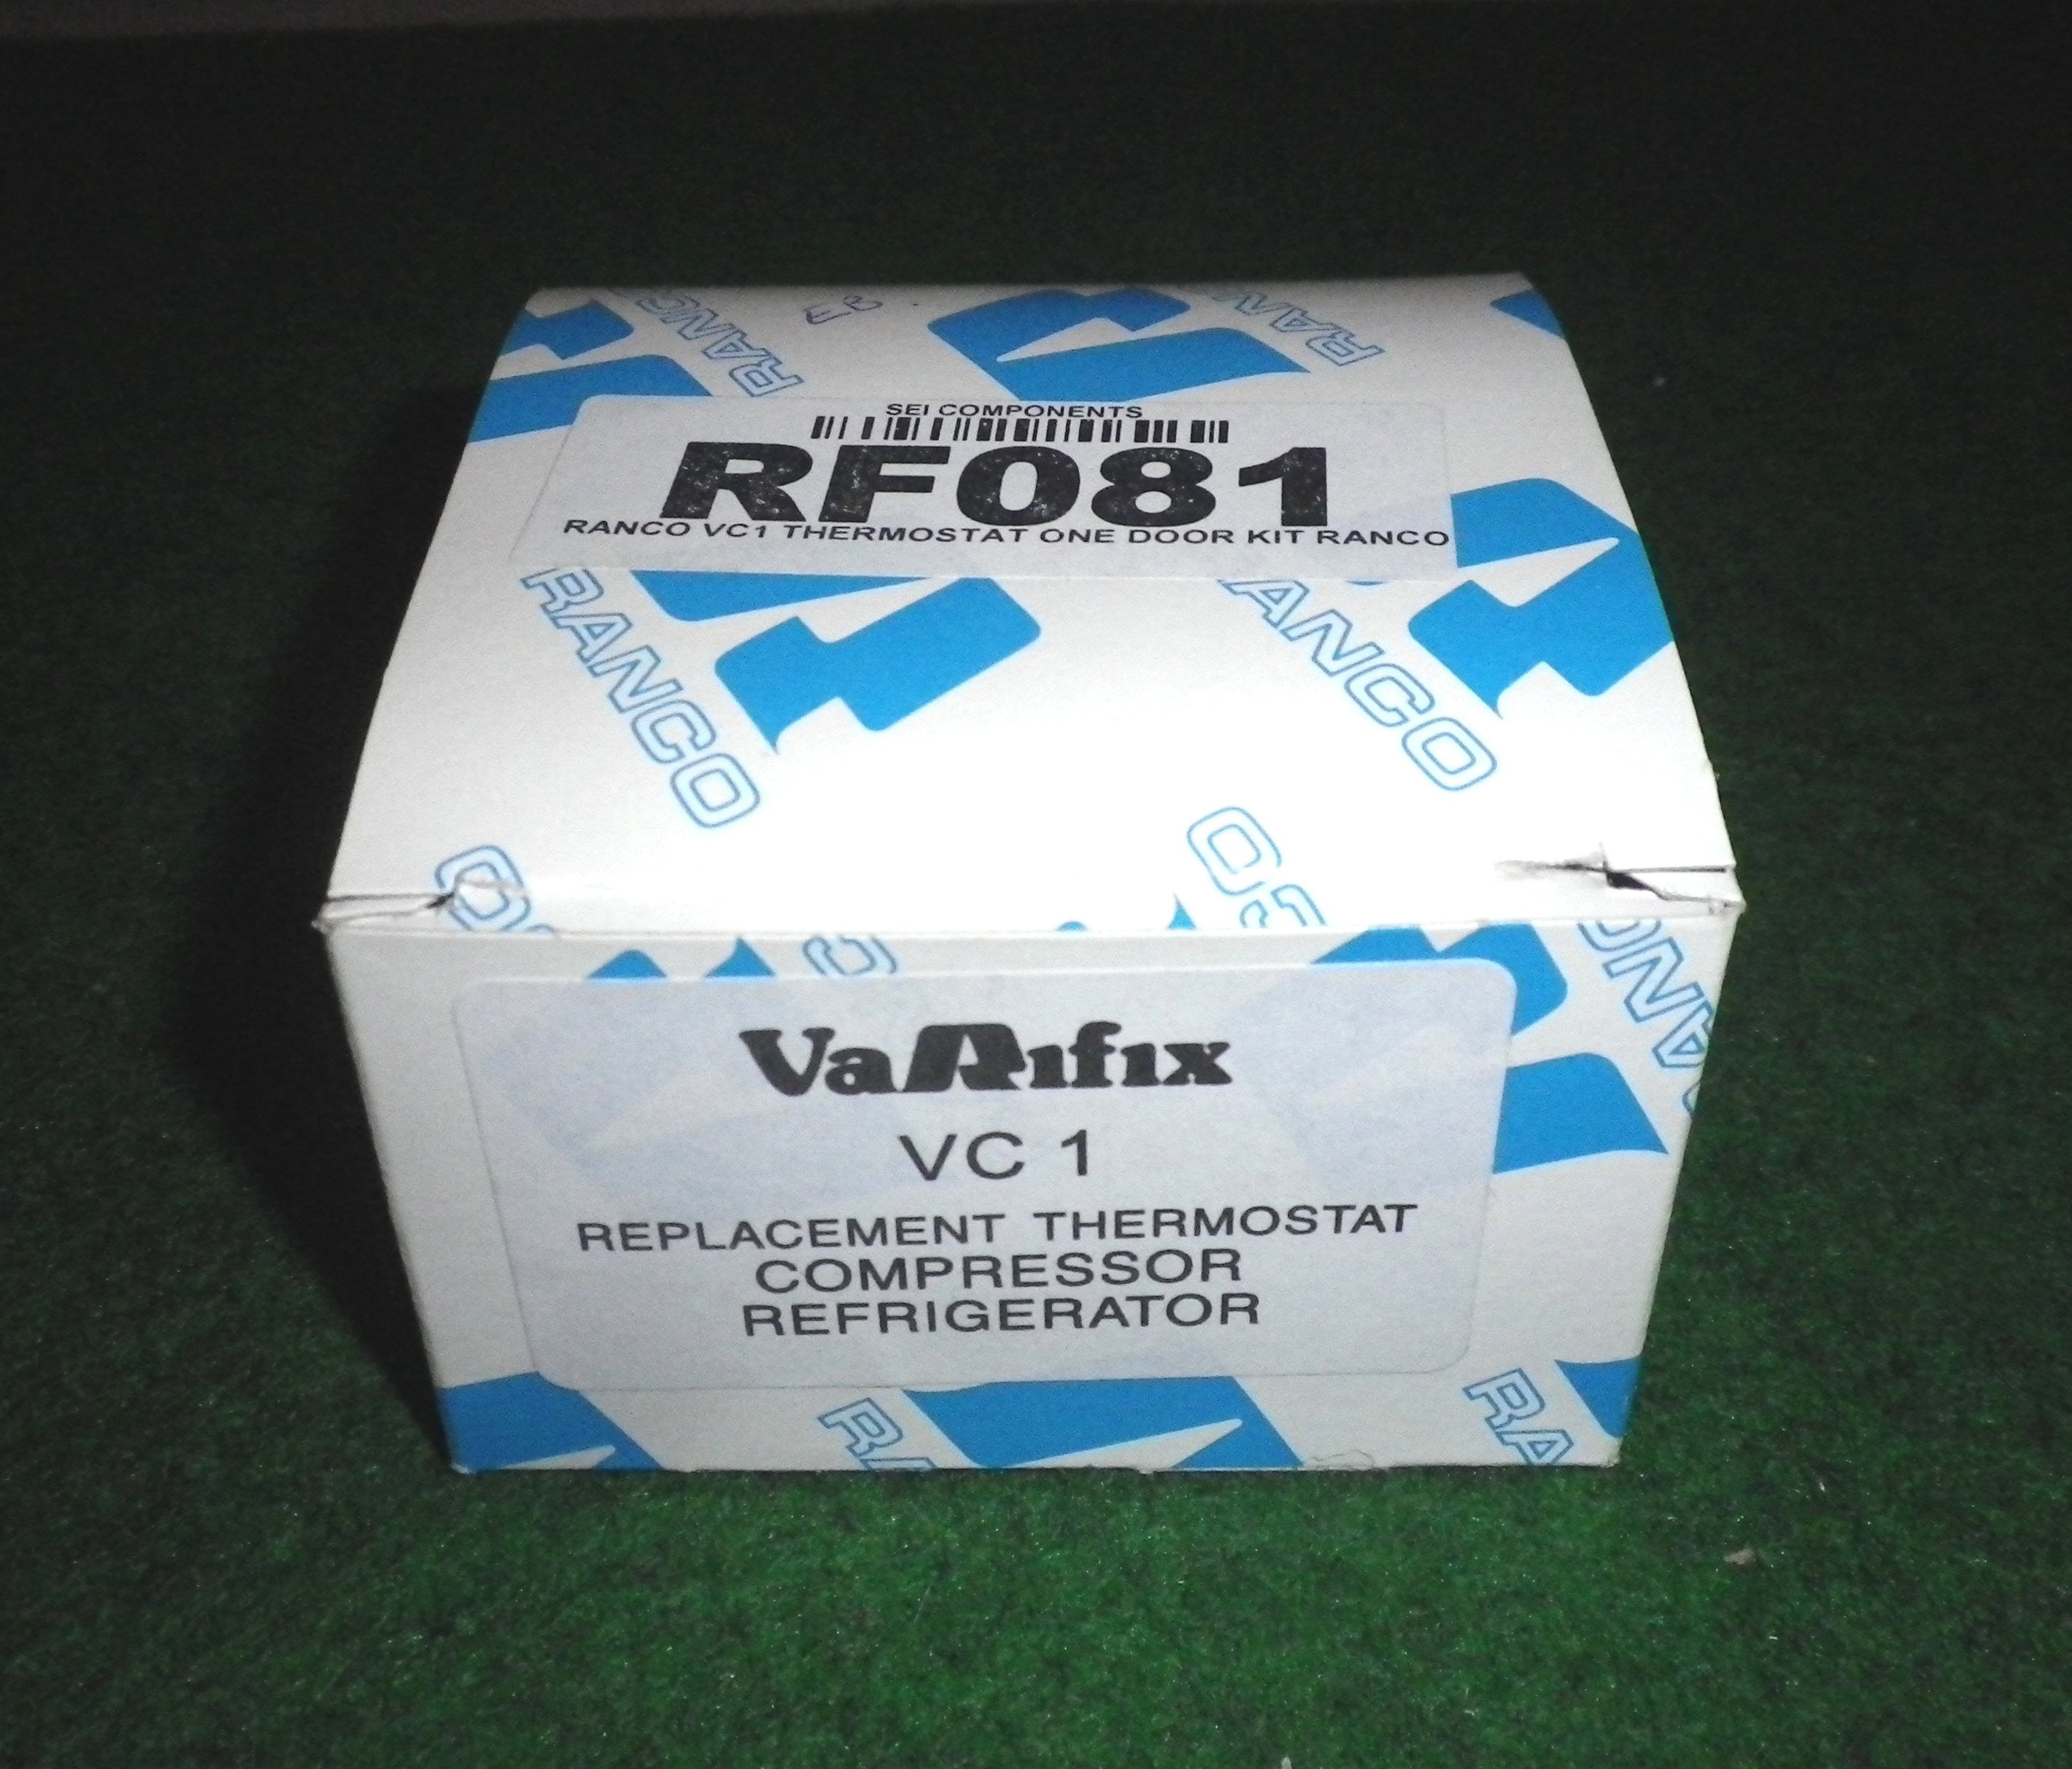 RANCO
RANCO
SEI COMPONENTS
RF081
RANCO VC1 THERMOSTAT ONE DOOR KIT RANCO
RANCO
RANCO
VaRifix
VC 1
REPLACEMENT THERMOSTAT
COMPRESSOR
REFRIGERATOR